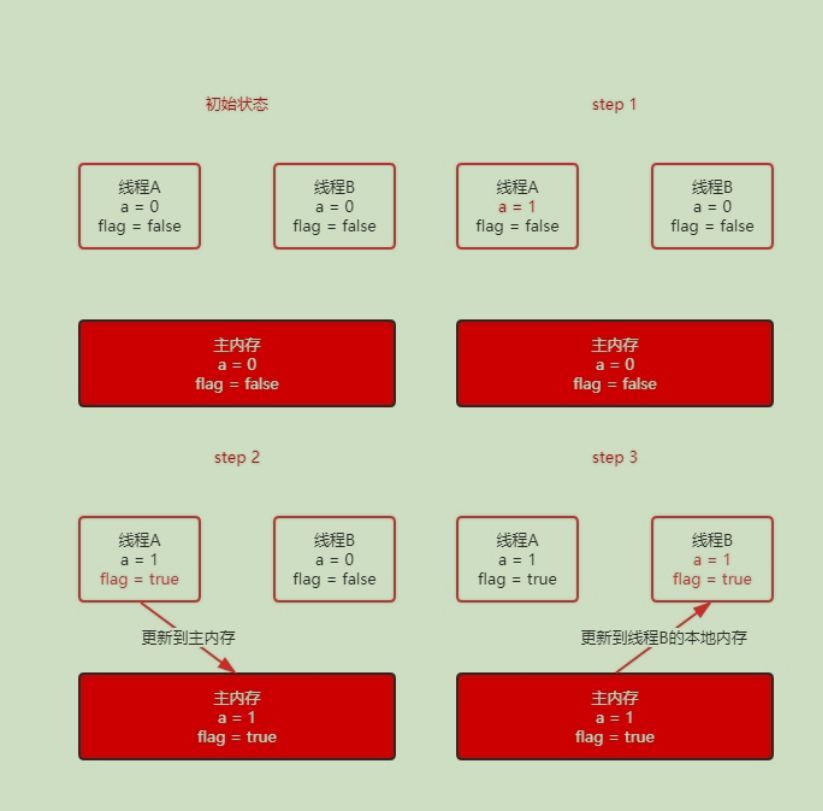 初始状态
step 1
线程A
a = 0
flag = false
线程B
a = 0
flag = false
线程A
a = 1
flag = false
线程B
a = 0
flag = false
主内存
a = 0
flag = false
主内存
a = 0
flag = false
step 2
step 3
线程A
a = 1
flag = true
线程B
a = 0
flag = false
线程A
a = 1
flag = true
线程B
a = 1
flag = true
更新到主内存
更新到线程B的本地内存
主内存
a = 1
flag = true
主内存
a = 1
flag = true